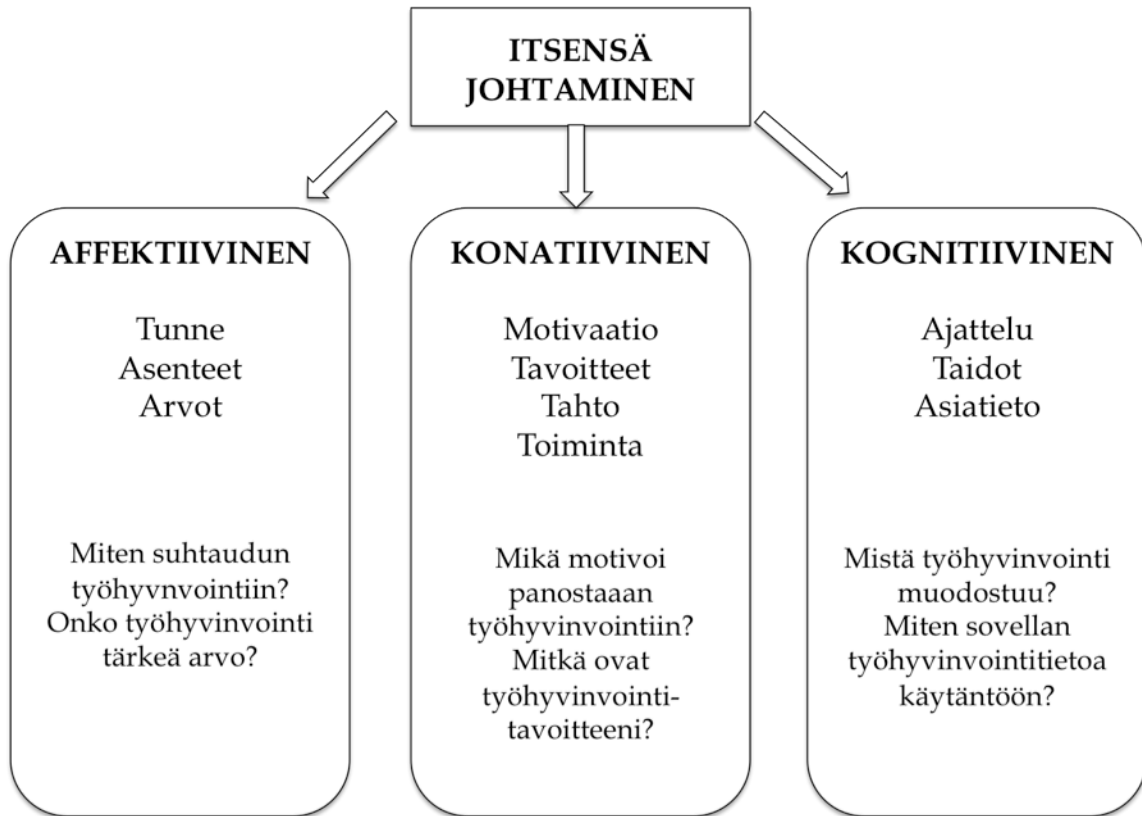 ITSENSÄ
JOHTAMINEN
AFFEKTIIVINEN
Tunne
Asenteet
Arvot
Miten suhtaudun
työhyvnvointiin?
Onko työhyvinvointi
tärkeä arvo?
KONATIIVINEN
Motivaatio
Tavoitteet
Tahto
Toiminta
Mikä motivoi
panostaaan
työhyvinvointiin?
Mitkä ovat
työhyvinvointi-
tavoitteeni?
KOGNITIIVINEN
Ajattelu
Taidot
Asiatieto
Mistä työhyvinvointi
muodostuu?
Miten sovellan
työhyvinvointitietoa
käytäntöön?